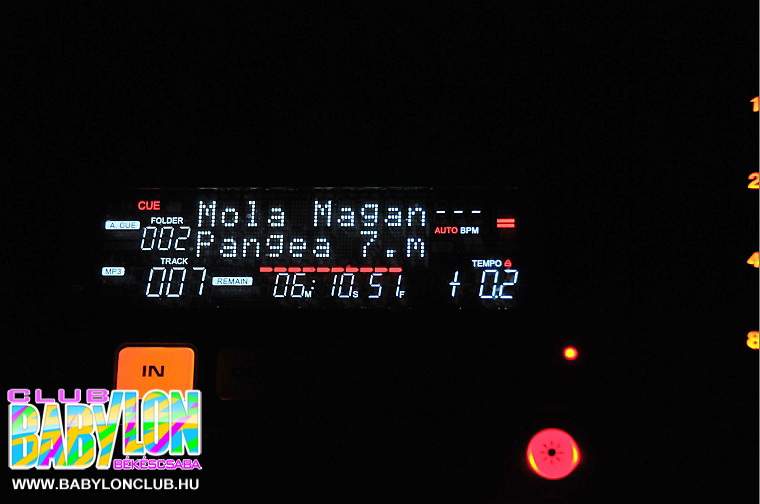 CUE
A. CUE
FOLDER
002
Mola Magan
Pangea 7.m
---
AUTO BPM
MP3
TRACK
007
REMAIN
06M:10S 51F
TEMPO
+ 0.2
1
2
4
8
IN
CLUB
BABYLON
BÉKÉSCSABA
WWW.BABYLONCLUB.HU